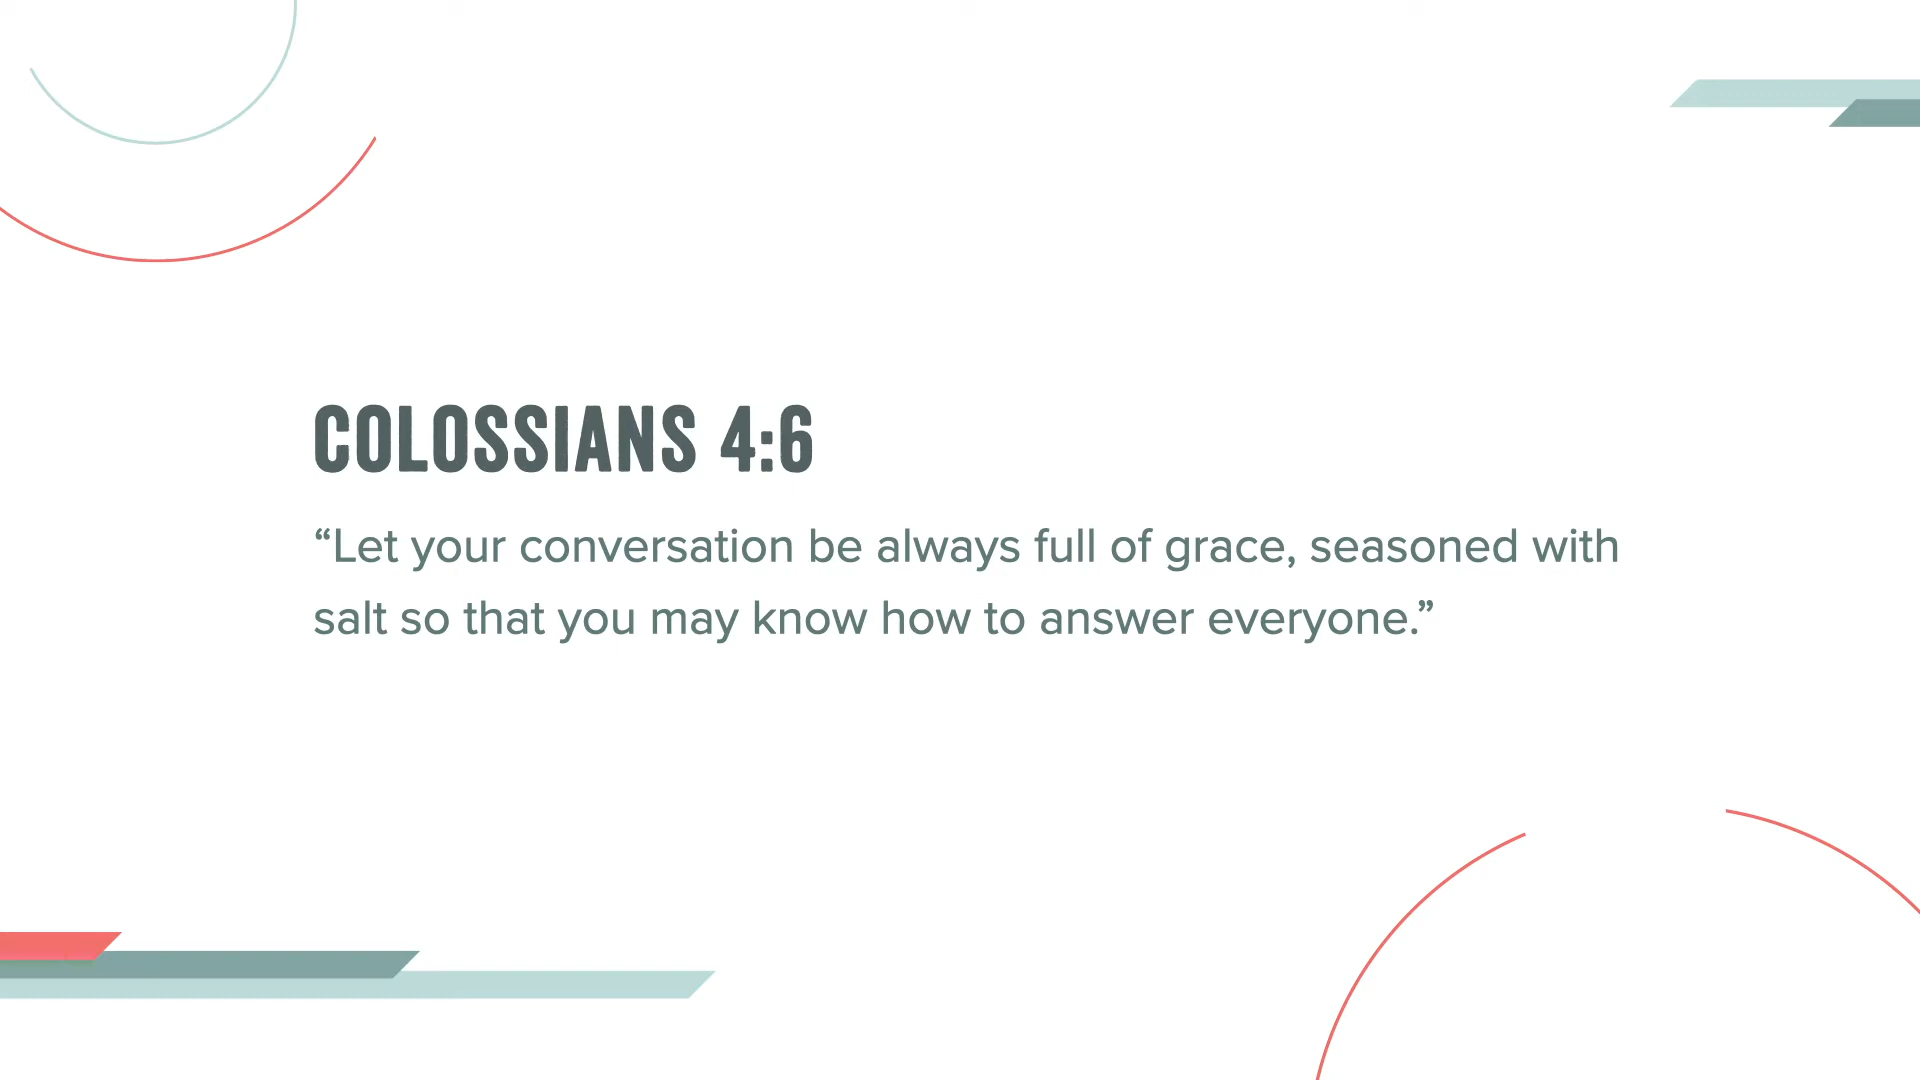 COLOSSIANS 4:6
“Let your conversation be always full of grace, seasoned with
salt so that you may know how to answer everyone.”